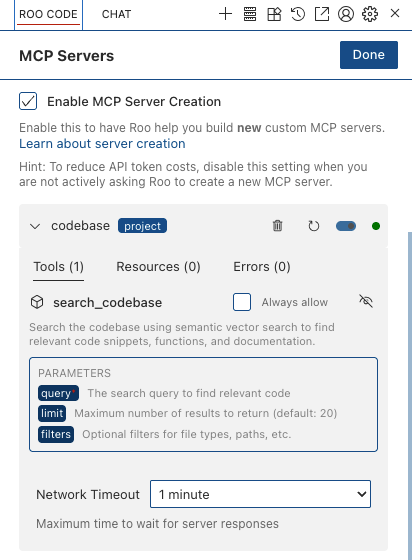 ROO CODE CHAT
MCP Servers Done
Enable MCP Server Creation
Enable this to have Roo help you build new custom MCP servers.
Learn about server creation
Hint: To reduce API token costs, disable this setting when you
are not actively asking Roo to create a new MCP server.
codebase project
Tools (1) Resources (0) Errors (0)
search_codebase Always allow
Search the codebase using semantic vector search to find
relevant code snippets, functions, and documentation.
PARAMETERS
query* The search query to find relevant code
limit Maximum number of results to return (default: 20)
filters Optional filters for file types, paths, etc.
Network Timeout 1 minute
Maximum time to wait for server responses